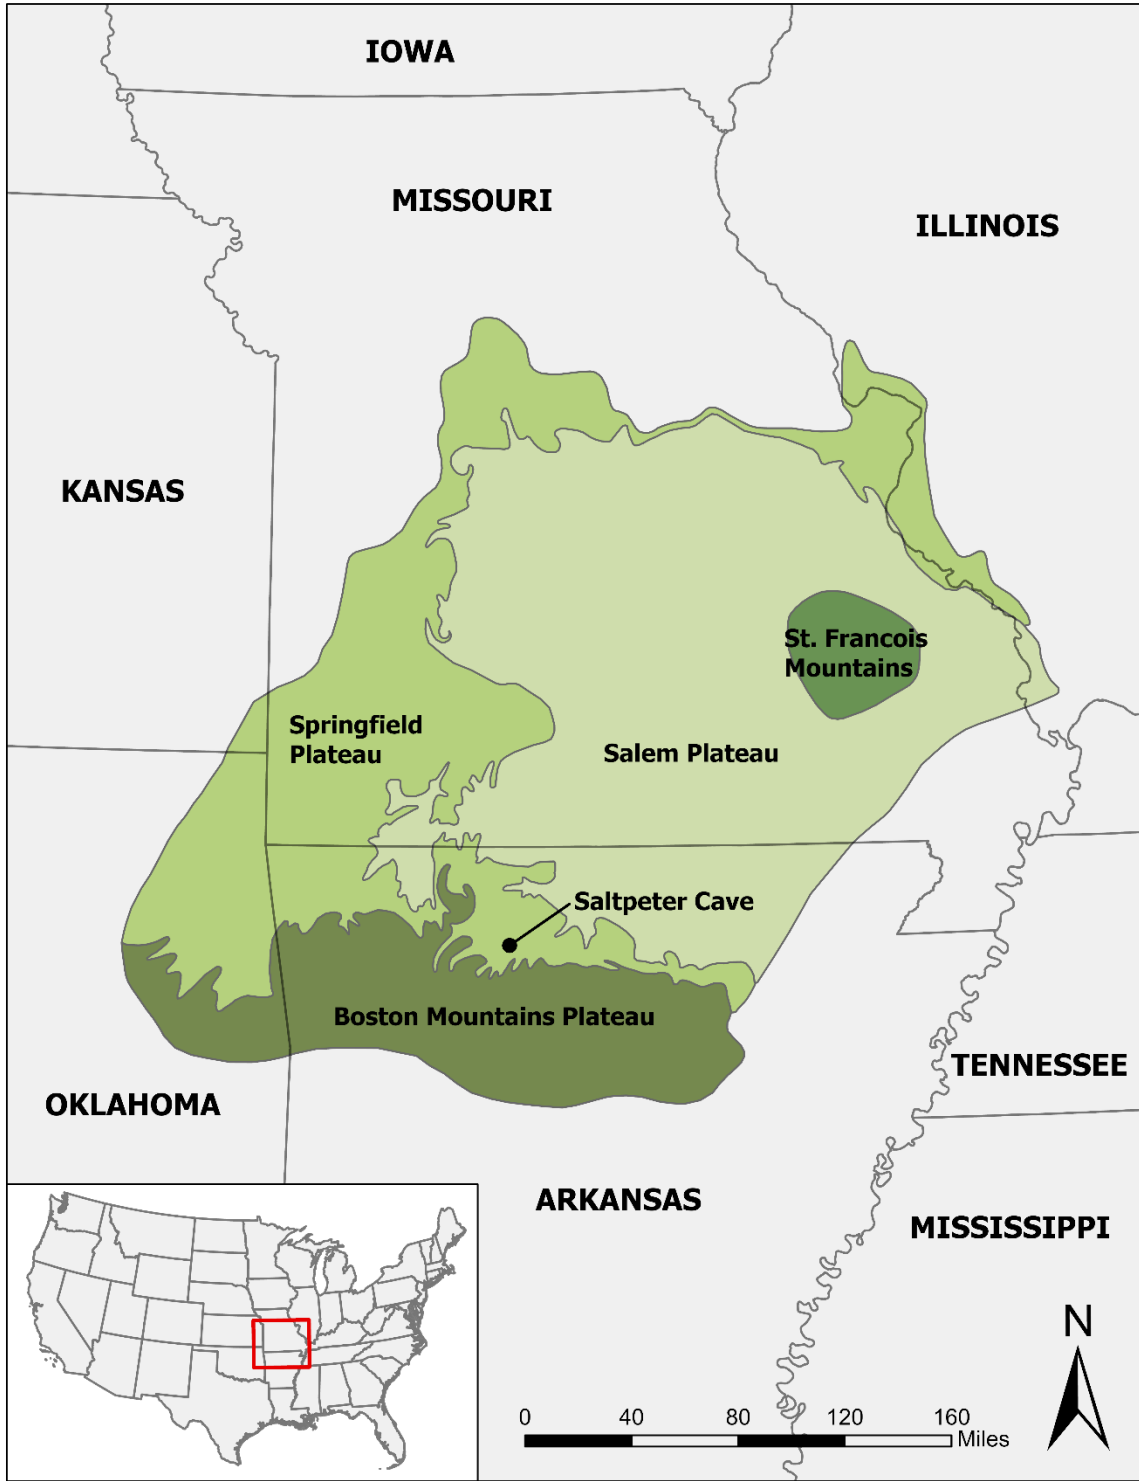 IOWA
MISSOURI
ILLINOIS
KANSAS
St. Francois
Mountains
Springfield
Plateau
Salem Plateau
Saltpeter Cave
Boston Mountains Plateau
TENNESSEE
OKLAHOMA
ARKANSAS
MISSISSIPPI
N
0 40 80 120 160
Miles